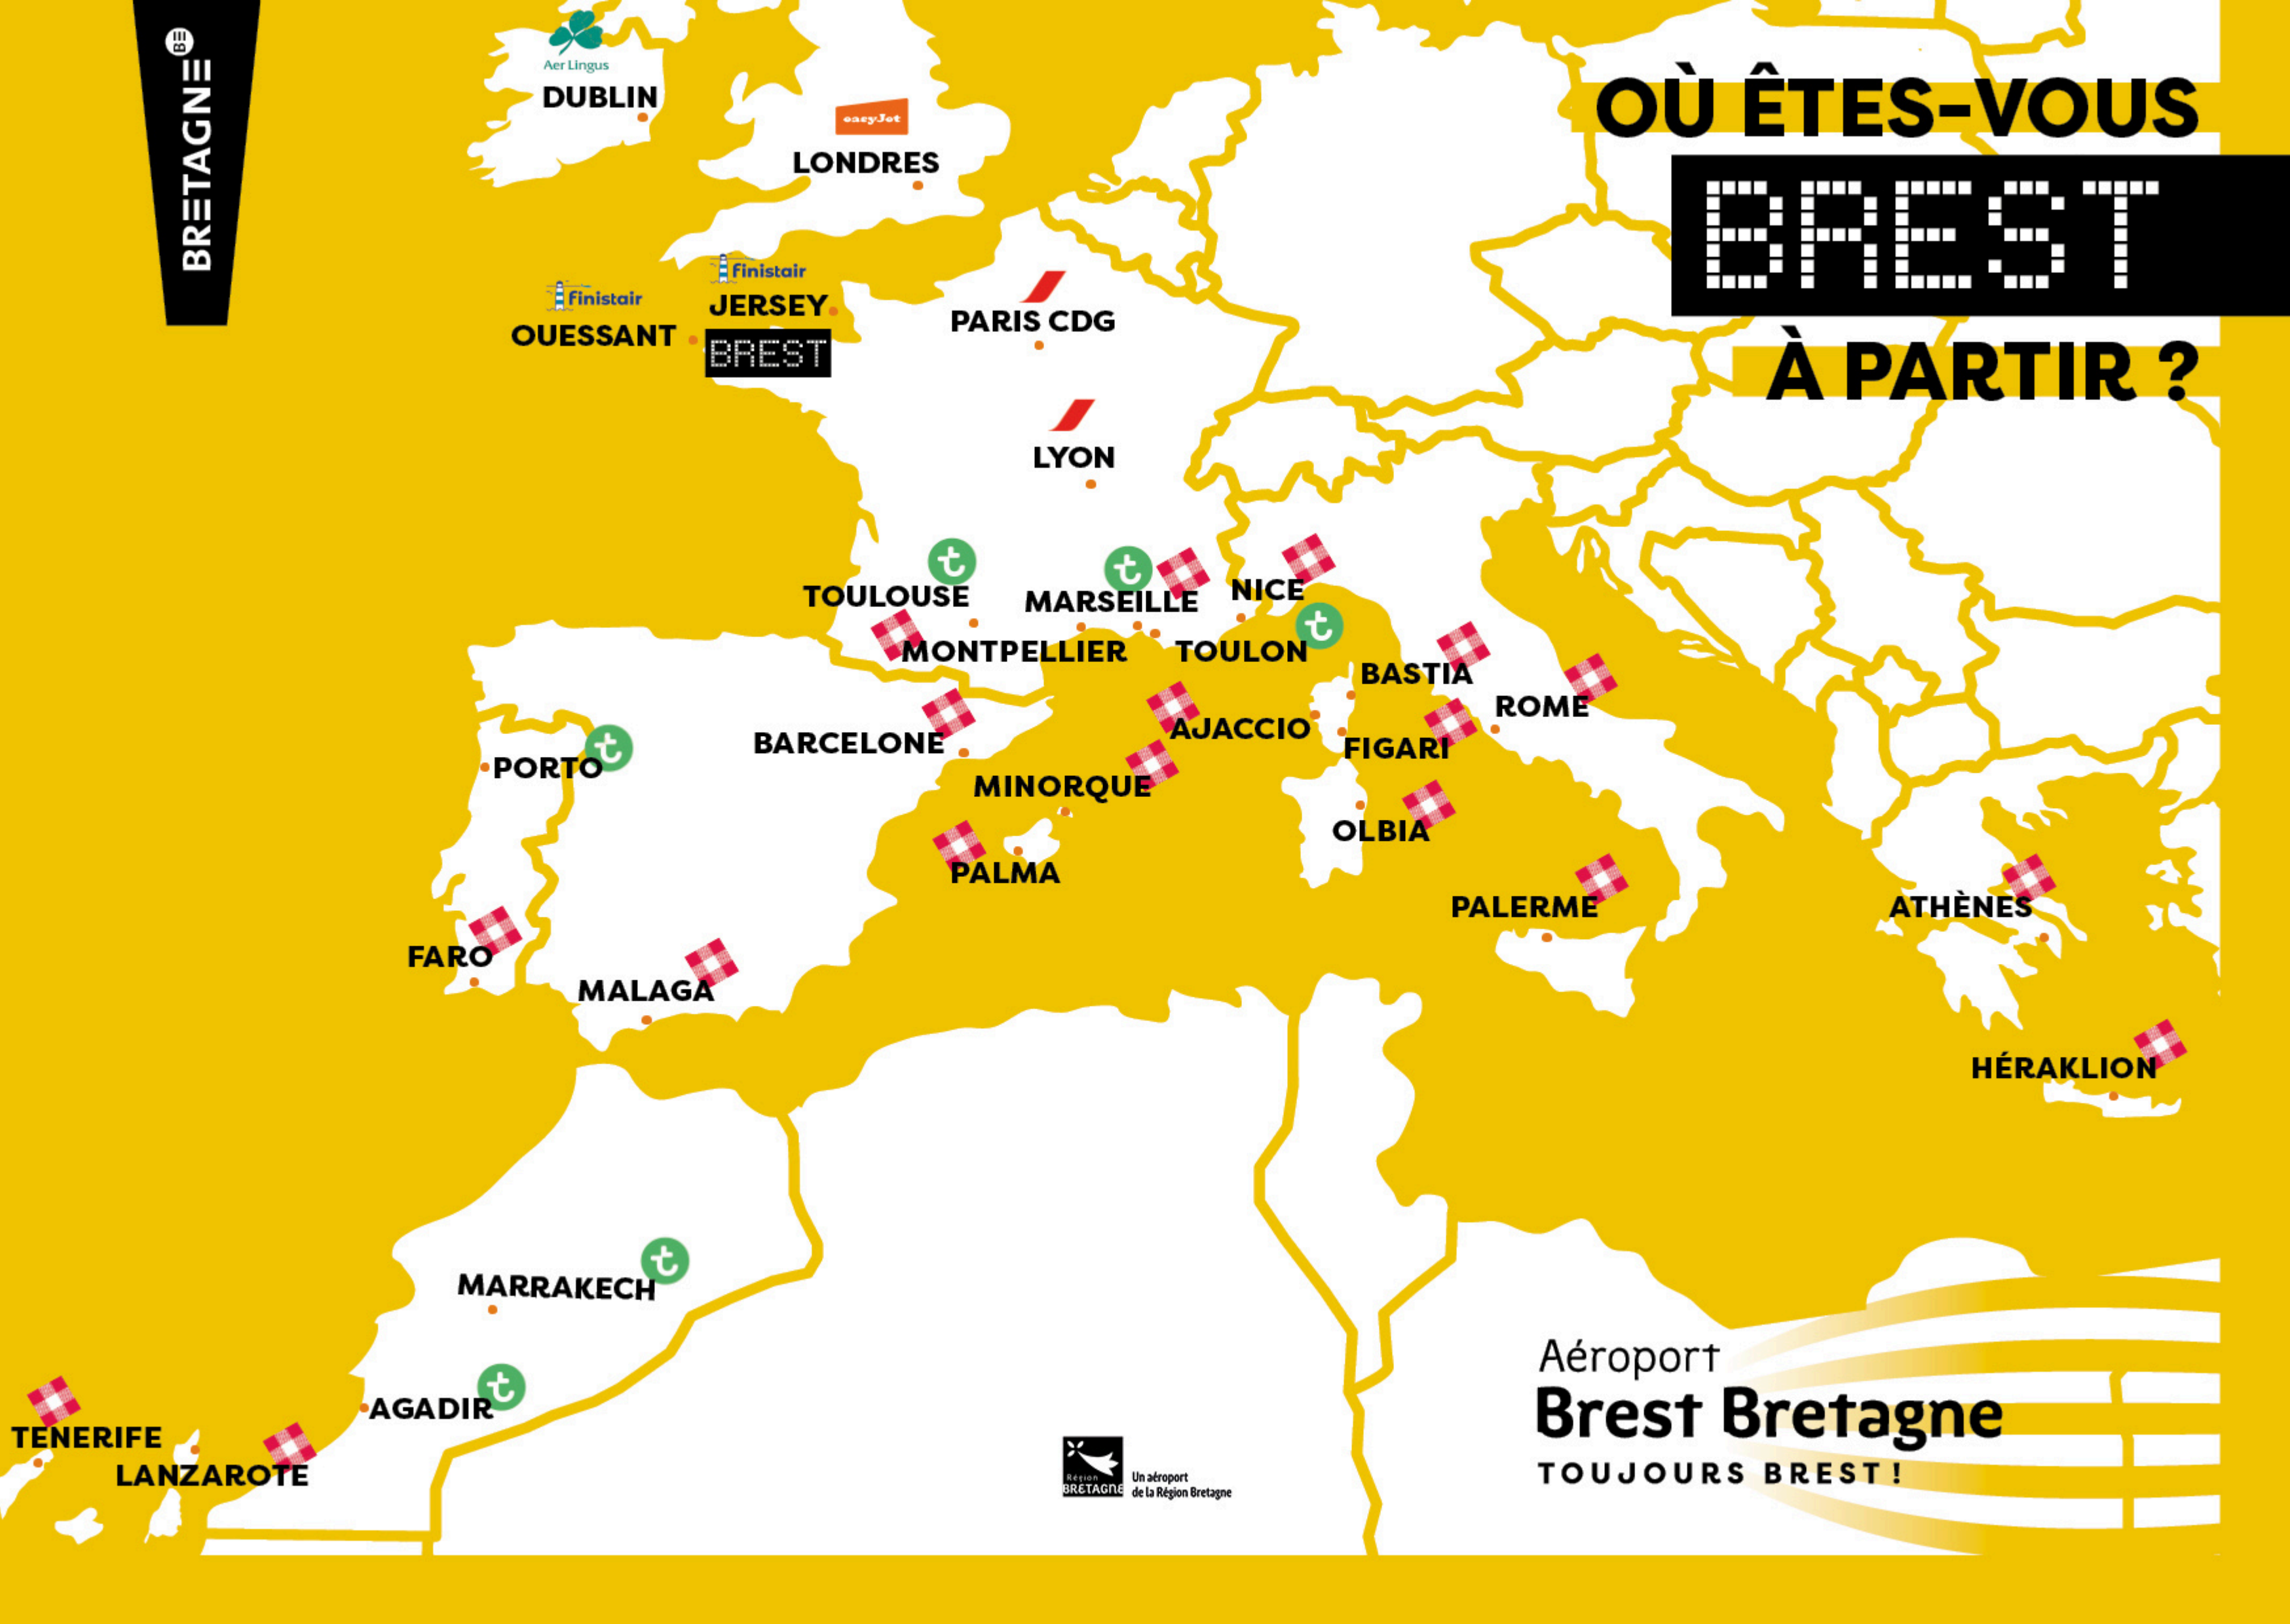 BRETAGNE
BE
Aer Lingus
DUBLIN
easyJet
LONDRES
OÙ ÊTES-VOUS
BREST
À PARTIR ?
finistair
JERSEY
finistair
OUESSANT
BREST
PARIS CDG
LYON
t
TOULOUSE
t
MARSEILLE
NICE
MONTPELLIER
TOULON
t
BASTIA
ROME
AJACCIO
BARCELONE
FIGARI
PORTO
t
MINORQUE
OLBIA
PALMA
PALERME
ATHÈNES
FARO
MALAGA
HÉRAKLION
MARRAKECH
t
AGADIR
t
TENERIFE
LANZAROTE
Région
BRETAGNE
Un aéroport
de la Région Bretagne
Aéroport
Brest Bretagne
TOUJOURS BREST !